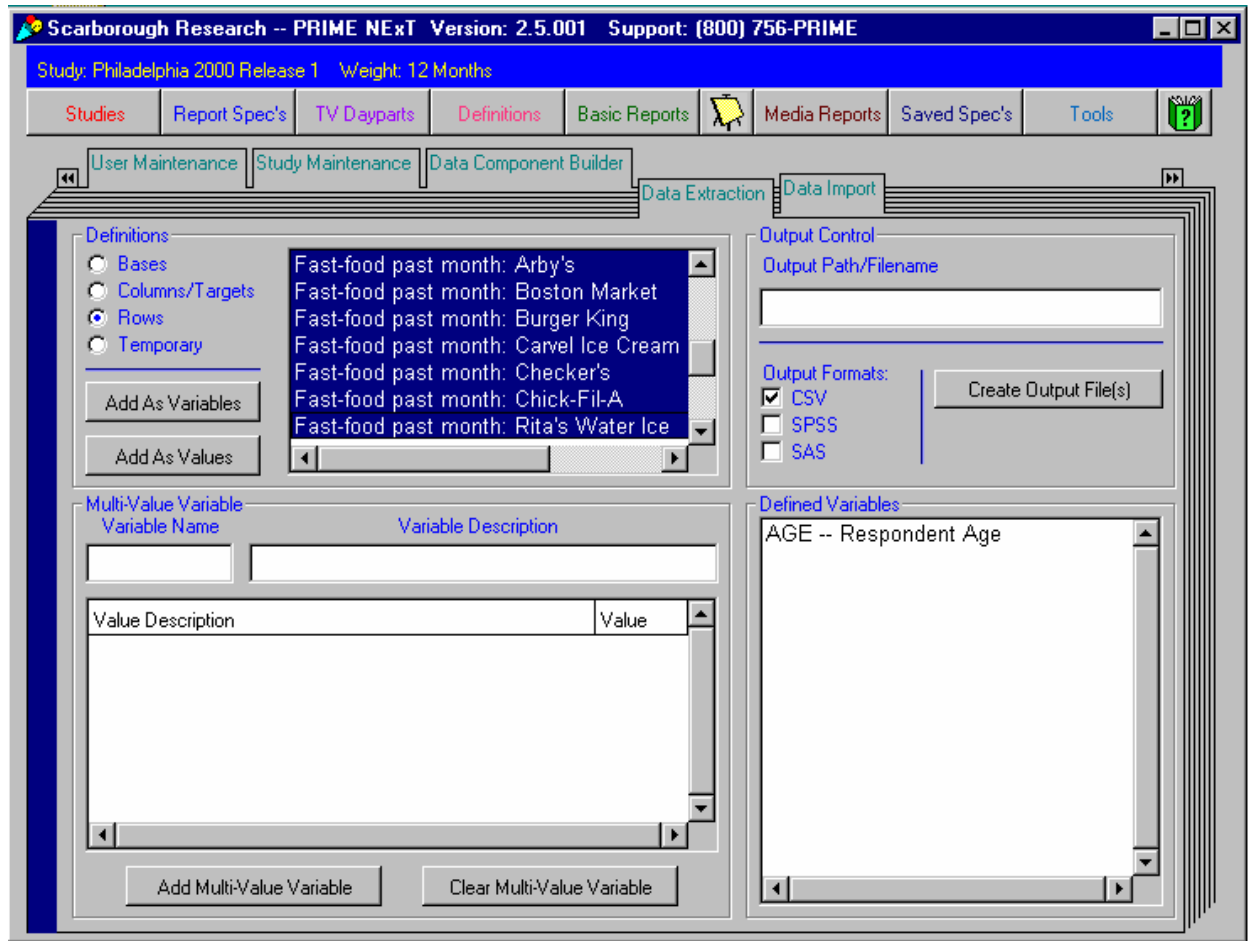 Scarborough Research -- PRIME NExT Version: 2.5.001 Support: (800) 756-PRIME
Study: Philadelphia 2000 Release 1 Weight: 12 Months
Studies Report Spec's TV Dayparts Definitions Basic Reports Media Reports Saved Spec's Tools ?
User Maintenance Study Maintenance Data Component Builder
Data Extraction Data Import
Definitions
Bases
Columns/Targets
Rows
Temporary
Add As Variables
Add As Values
Fast-food past month: Arby's
Fast-food past month: Boston Market
Fast-food past month: Burger King
Fast-food past month: Carvel Ice Cream
Fast-food past month: Checker's
Fast-food past month: Chick-Fil-A
Fast-food past month: Rita's Water Ice
Output Control
Output Path/Filename
Output Formats:
CSV
SPSS
SAS
Create Output File(s)
Multi-Value Variable
Variable Name Variable Description
Value Description Value
Add Multi-Value Variable Clear Multi-Value Variable
Defined Variables
AGE -- Respondent Age